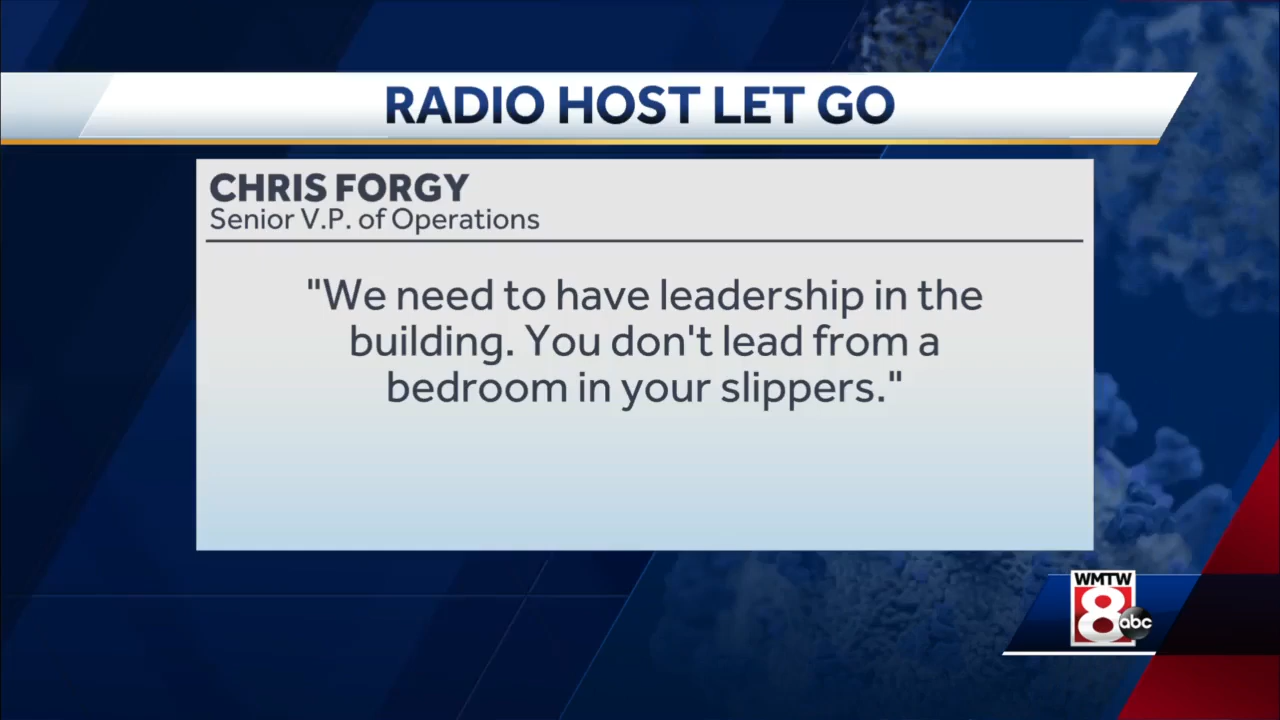 RADIO HOST LET GO
CHRIS FORGY
Senior V.P. of Operations
"We need to have leadership in the
building. You don't lead from a
bedroom in your slippers."
WMTW
8
abc